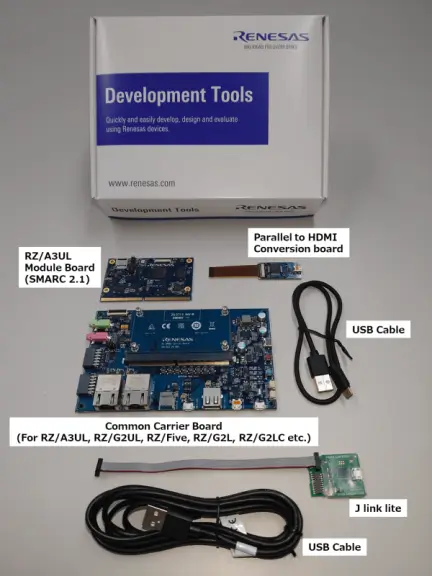 RENESAS
BIG IDEAS FOR EVERY SPACE
Development Tools
Quickly and easily develop, design and evaluate
using Renesas devices.
www.renesas.com
RENESAS
Development Tools
RZ/A3UL
Module Board
(SMARC 2.1)
Parallel to HDMI
Conversion board
USB Cable
RENESAS
Common Carrier Board
(For RZ/A3UL, RZ/G2UL, RZ/Five, RZ/G2L, RZ/G2LC etc.)
J link lite
USB Cable